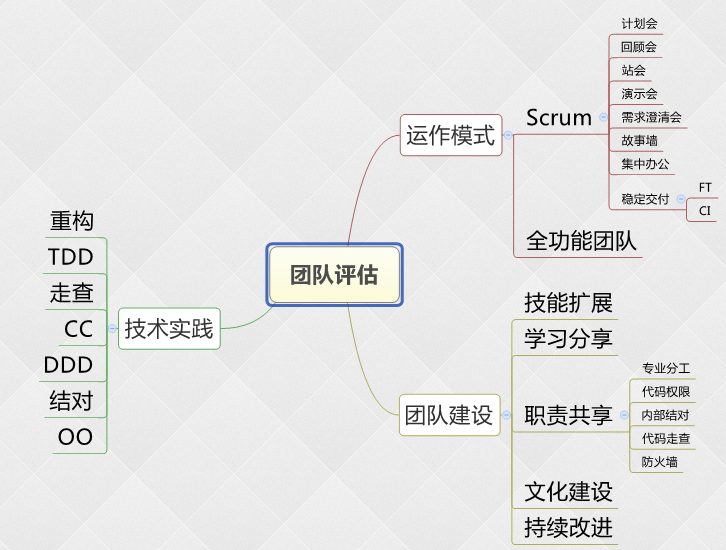 团队评估
运作模式
Scrum
计划会
回顾会
站会
演示会
需求澄清会
故事墙
集中办公
稳定交付
FT
CI
全功能团队
团队建设
技能扩展
学习分享
职责共享
专业分工
代码权限
内部结对
代码走查
防火墙
文化建设
持续改进
技术实践
重构
TDD
走查
CC
DDD
结对
OO